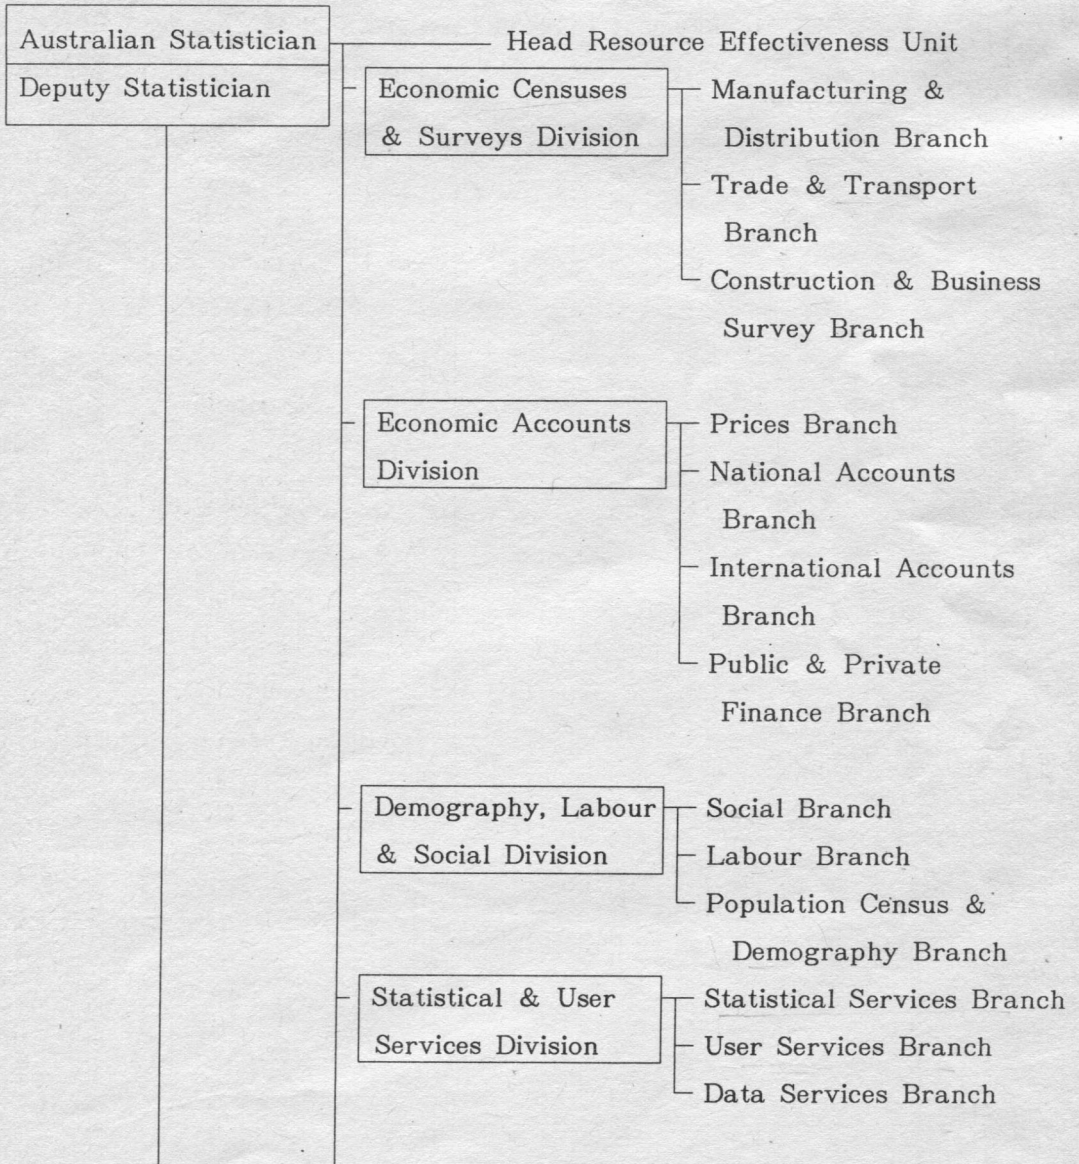 Australian Statistician
Head Resource Effectiveness Unit
Deputy Statistician
Economic Censuses
& Surveys Division
Manufacturing &
Distribution Branch
Trade & Transport
Branch
Construction & Business
Survey Branch
Economic Accounts
Division
Prices Branch
National Accounts
Branch
International Accounts
Branch
Public & Private
Finance Branch
Demography, Labour
& Social Division
Social Branch
Labour Branch
Population Census &
Demography Branch
Statistical & User
Services Division
Statistical Services Branch
User Services Branch
Data Services Branch